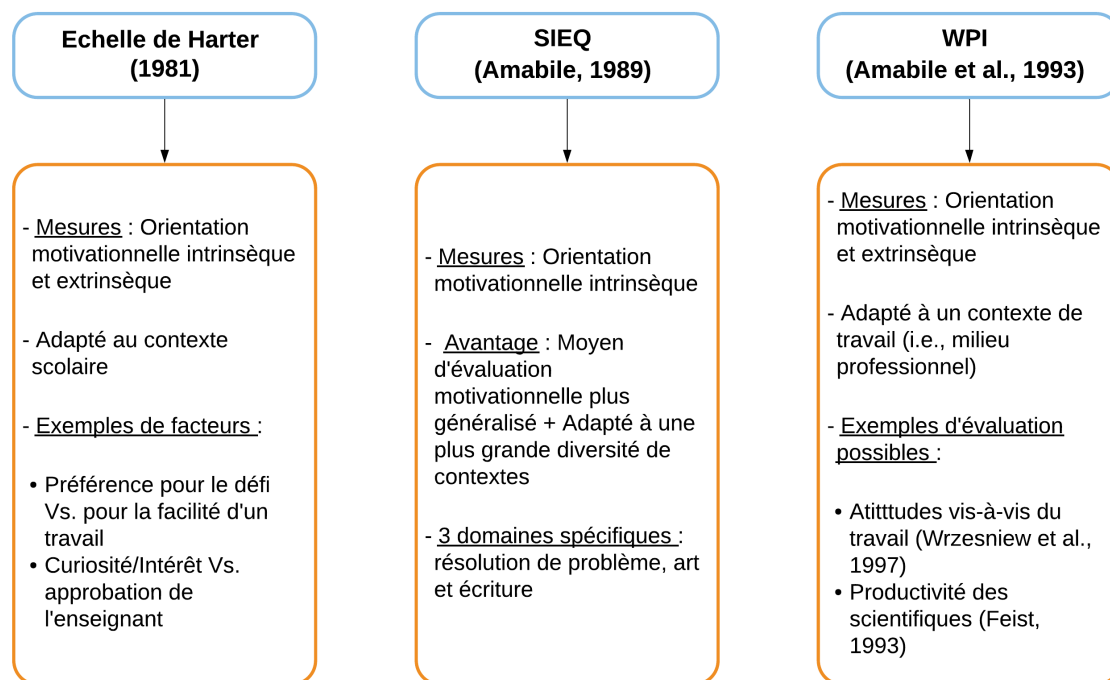 Echelle de Harter
(1981)
- Mesures : Orientation
motivationnelle intrinsèque
et extrinsèque
- Adapté au contexte
scolaire
- Exemples de facteurs :
• Préférence pour le défi
Vs. pour la facilité d'un
travail
• Curiosité/Intérêt Vs.
approbation de
l'enseignant
SIEQ
(Amabile, 1989)
- Mesures : Orientation
motivationnelle intrinsèque
- Avantage : Moyen
d'évaluation
motivationnelle plus
généralisé + Adapté à une
plus grande diversité de
contextes
- 3 domaines spécifiques :
résolution de problème, art
et écriture
WPI
(Amabile et al., 1993)
- Mesures : Orientation
motivationnelle intrinsèque
et extrinsèque
- Adapté à un contexte de
travail (i.e., milieu
professionnel)
- Exemples d'évaluation
possibles :
• Atitttudes vis-à-vis du
travail (Wrzesniew et al.,
1997)
• Productivité des
scientifiques (Feist,
1993)